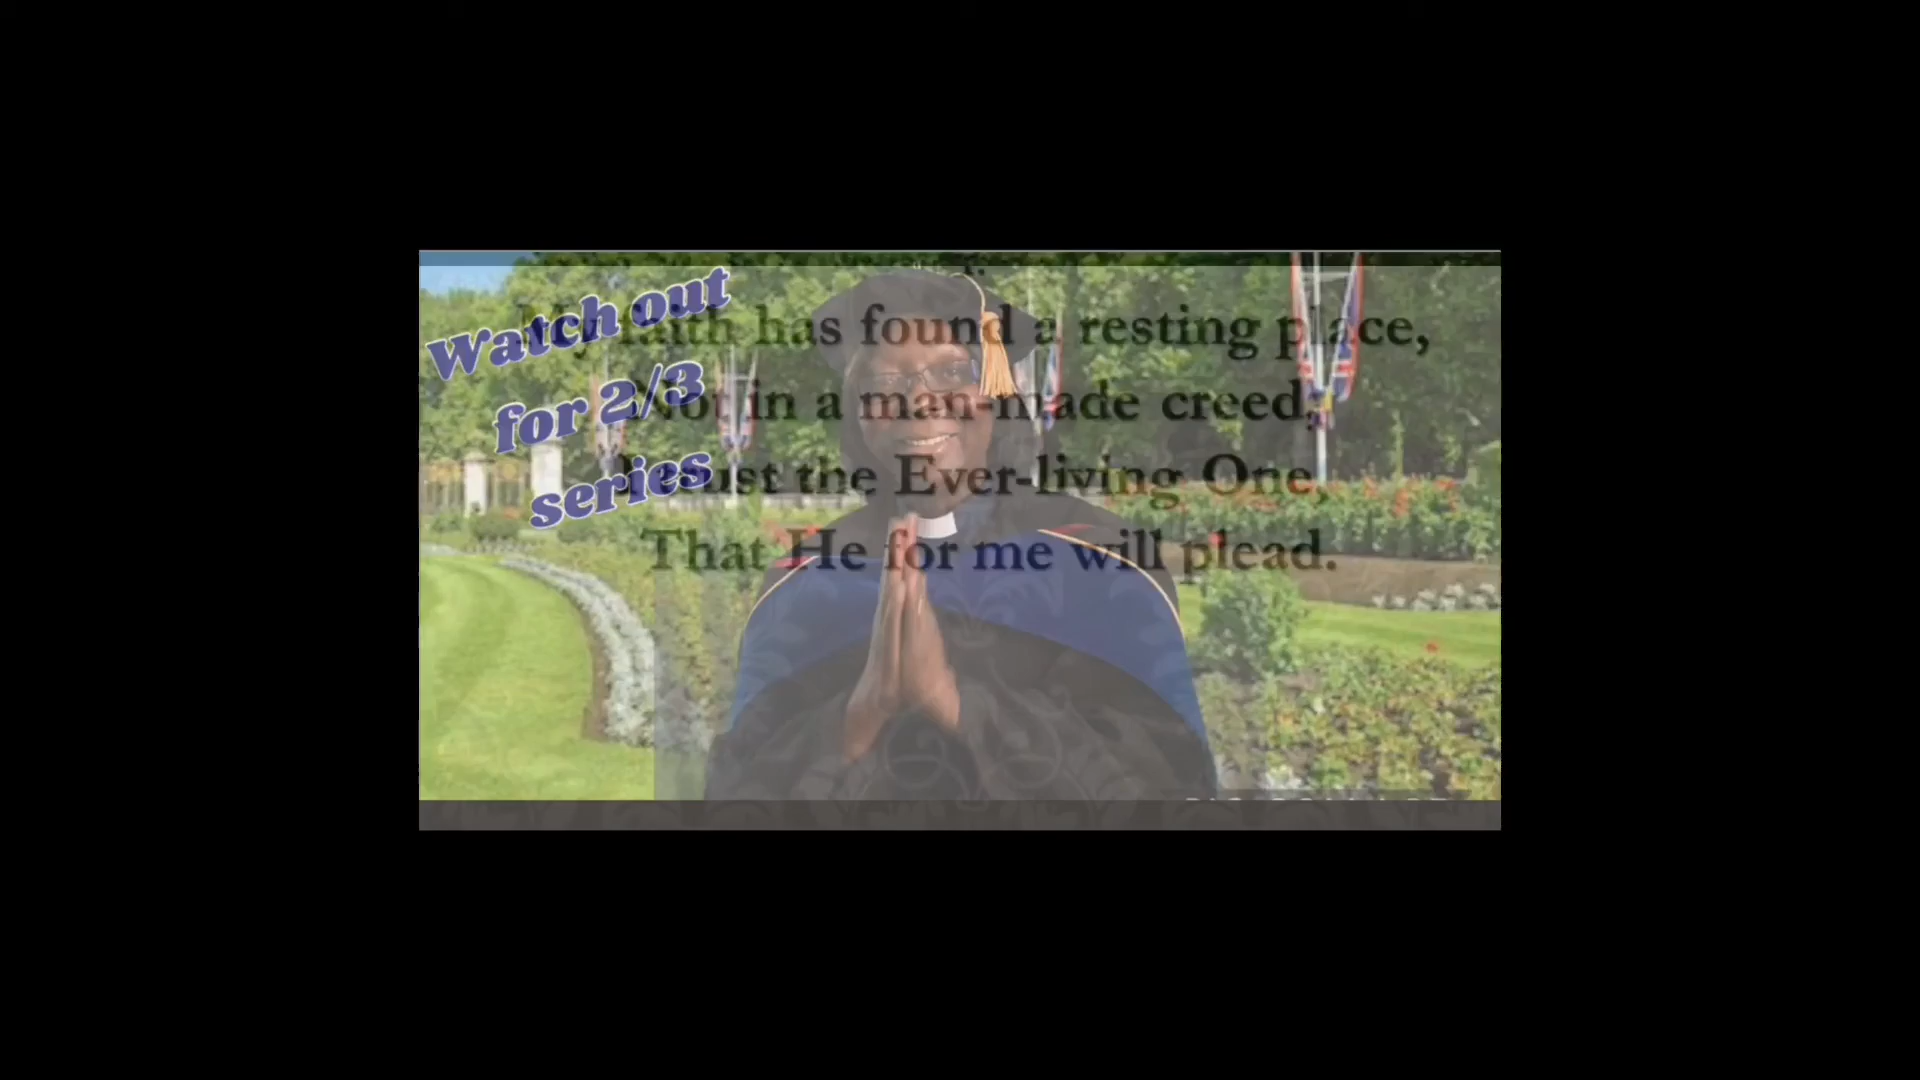 Watch out
for 2/3
series
My faith has found a resting place,
Not in a man-made creed,
I trust the Ever-living One,
That He for me will plead.